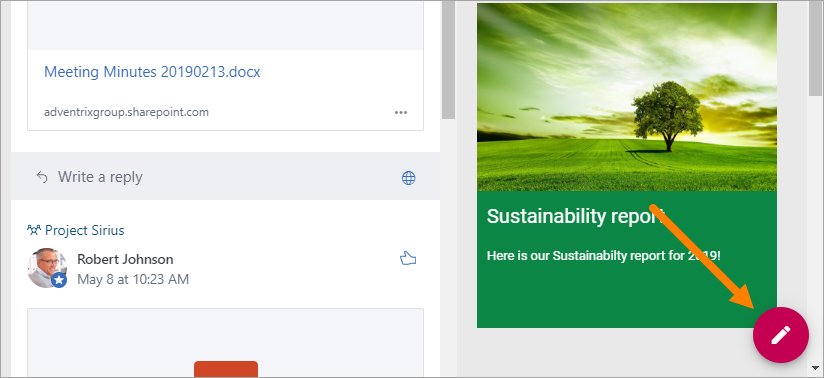 Meeting Minutes 20190213.docx
adventrixgroup.sharepoint.com
Write a reply
Project Sirius
Robert Johnson
May 8 at 10:23 AM
Sustainability report
Here is our Sustainabilty report for 2019!